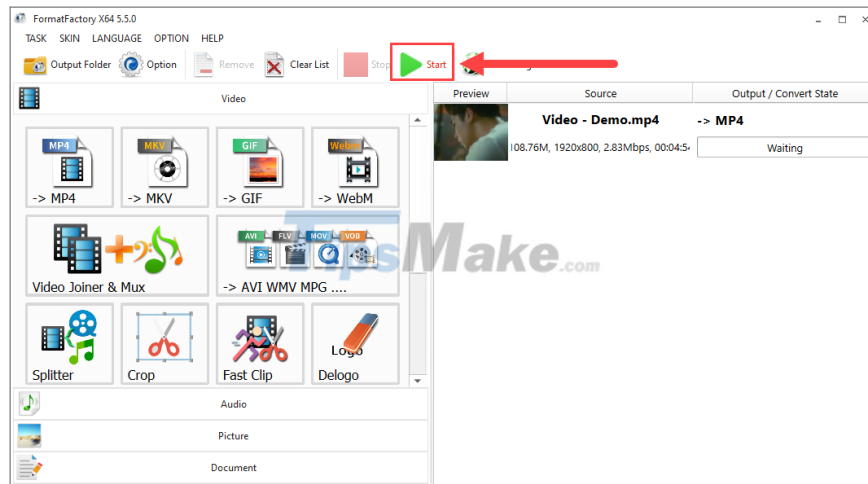 FormatFactory X64 5.5.0
TASK SKIN LANGUAGE OPTION HELP
Output Folder Option Remove Clear List Stop Start
Video
Preview Source Output / Convert State
Video - Demo.mp4 -> MP4
108.76M, 1920x800, 2.83Mbps, 00:04:5 Waiting
MP4 MKV GIF WebM
-> MP4 -> MKV -> GIF -> WebM
AVI FLV MOV VOB
Video Joiner & Mux -> AVI WMV MPG ....
TipsMake.com
Logo
Splitter Crop Fast Clip Delogo
Audio
Picture
Document